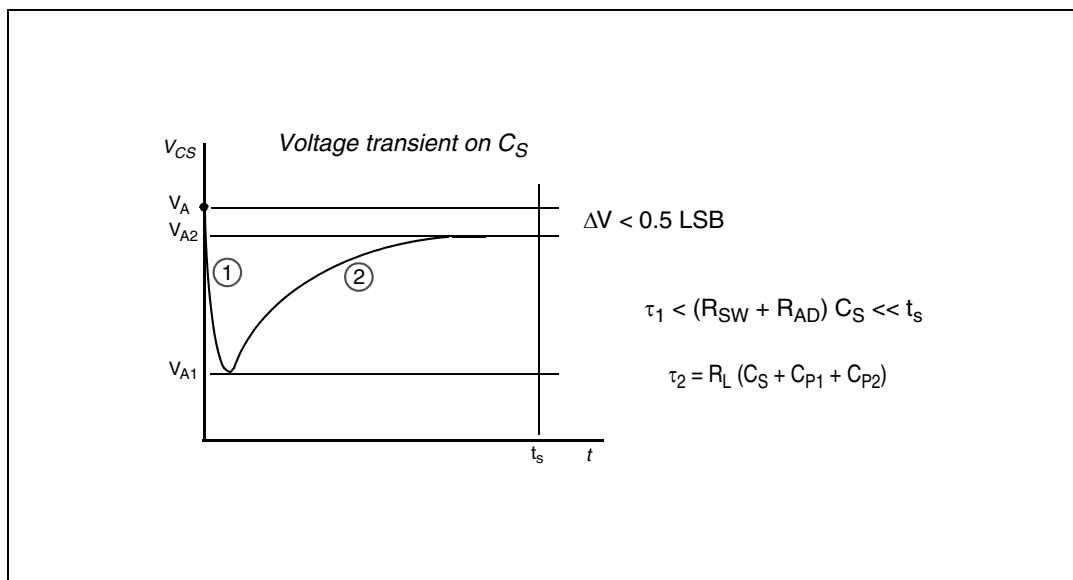 Voltage transient on CS
VCS
VA
VA2
ΔV < 0.5 LSB
1
2
τ1 < (RSW + RAD) CS << ts
VA1
τ2 = RL (CS + CP1 + CP2)
ts
t